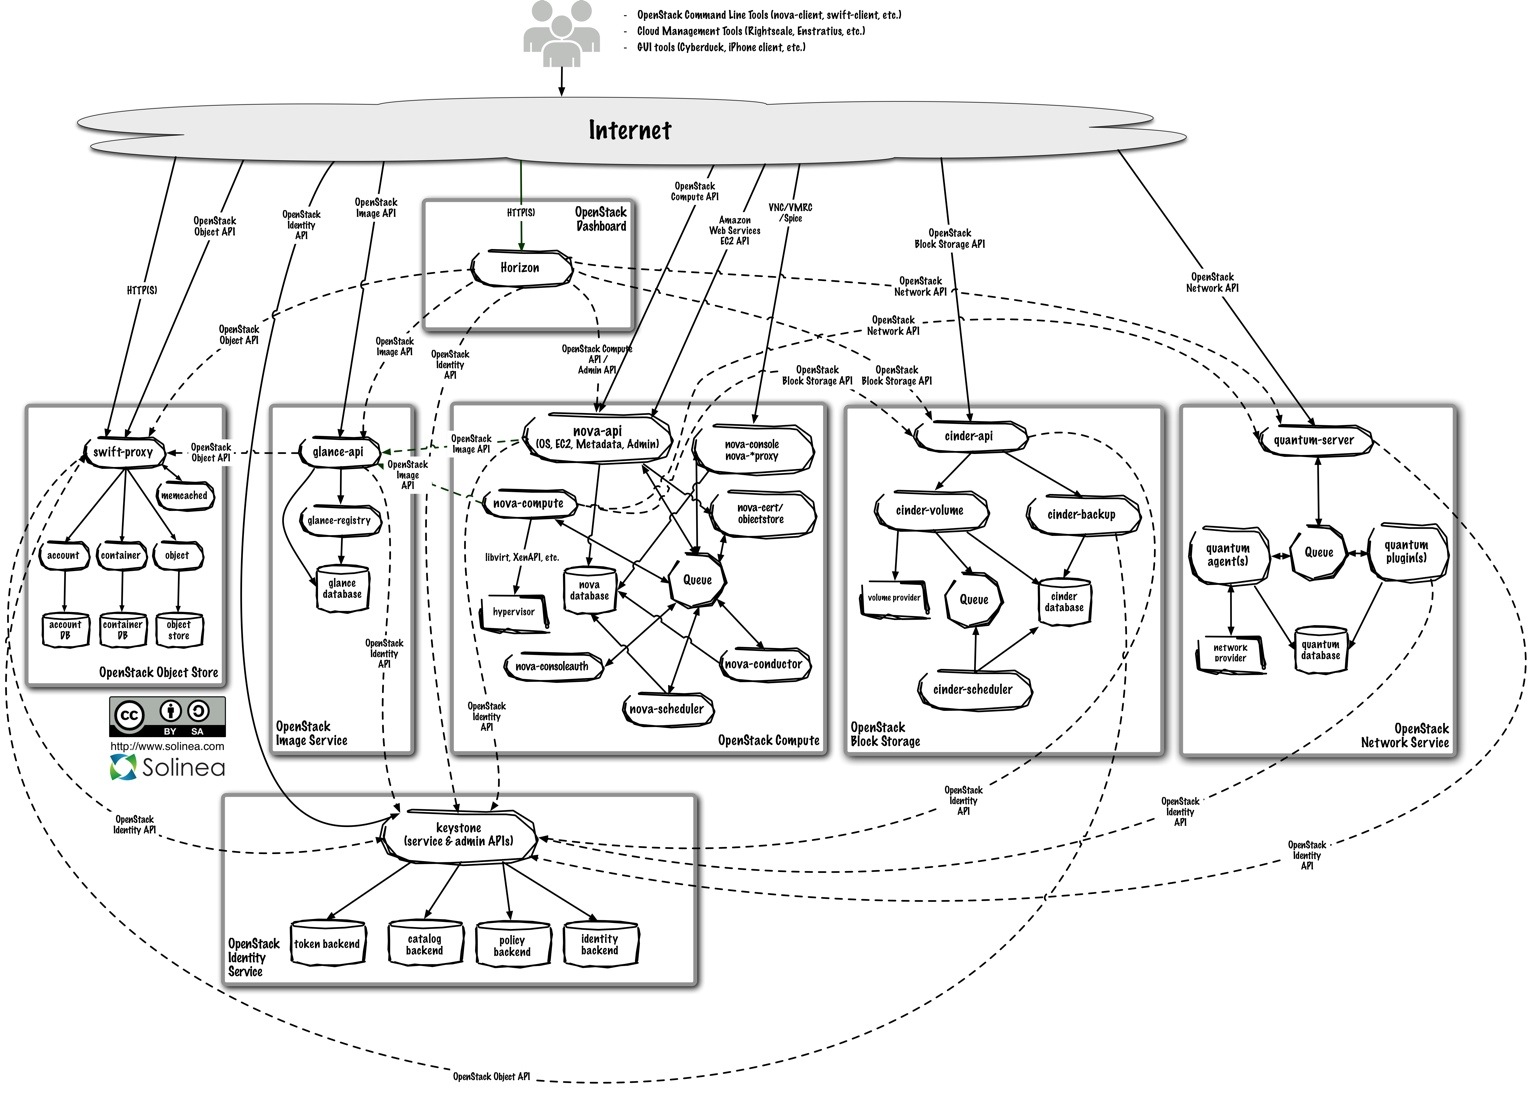 - OpenStack Command Line Tools (nova-client, swift-client, etc.)
- Cloud Management Tools (Rightscale, Enstratius, etc.)
- GUI tools (Cyberduck, iPhone client, etc.)
Internet
OpenStack
Object API
HTTP(S)
OpenStack
Identity
API
OpenStack
Image API
HTTP(S)
OpenStack
Dashboard
Horizon
OpenStack
Compute API
Amazon
Web Services
EC2 API
VNC/VMRC
/Spice
OpenStack
Block Storage API
OpenStack
Network API
OpenStack
Network API
OpenStack
Network API
OpenStack
Object API
OpenStack
Image API
OpenStack
Identity
API
OpenStack Compute
API /
Admin API
OpenStack
Block Storage API
OpenStack
Block Storage API
swift-proxy
memcached
account
container
object
account
DB
container
DB
object
store
OpenStack Object Store
OpenStack
Object API
glance-api
glance-registry
glance
database
OpenStack
Identity
API
OpenStack
Image Service
OpenStack
Image API
OpenStack
Image
API
nova-api
(OS, EC2, Metadata, Admin)
nova-console
nova-*proxy
nova-compute
nova-cert/
objectstore
libvirt, XenAPI, etc.
hypervisor
nova
database
Queue
nova-consoleauth
nova-conductor
nova-scheduler
OpenStack
Identity
API
OpenStack Compute
cinder-api
cinder-volume
cinder-backup
volume provider
Queue
cinder
database
cinder-scheduler
OpenStack
Block Storage
quantum-server
quantum
agent(s)
Queue
quantum
plugin(s)
network
provider
quantum
database
OpenStack
Network Service
cc
BY SA
http://www.solinea.com
Solinea
OpenStack
Identity API
keystone
(service & admin APIs)
token backend
catalog
backend
policy
backend
identity
backend
OpenStack
Identity
Service
OpenStack
Identity
API
OpenStack
Identity
API
OpenStack
Identity
API
OpenStack Object API